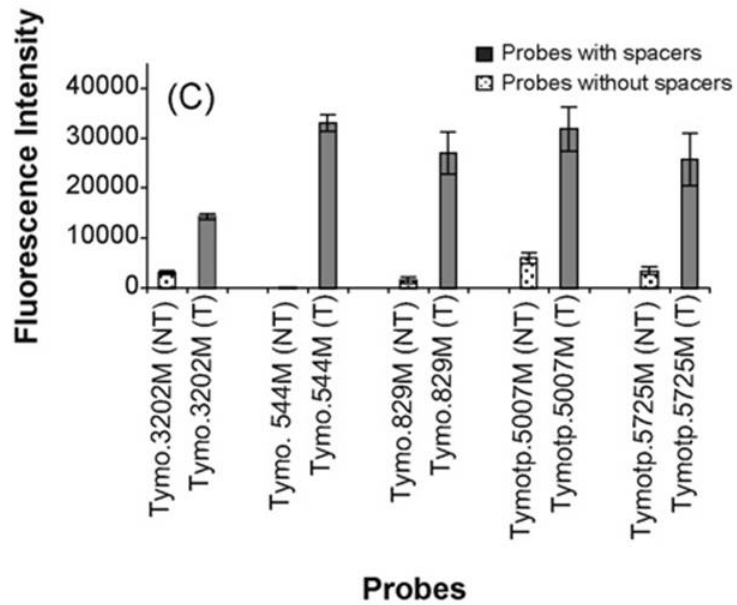 Fluorescence Intensity
40000
30000
20000
10000
0
(C)
Probes with spacers
Probes without spacers
Tymo.3202M (NT)
Tymo.3202M (T)
Tymo. 544M (NT)
Tymo.544M (T)
Tymo.829M (NT)
Tymo.829M (T)
Tymotp.5007M (NT)
Tymotp.5007M (T)
Tymotp.5725M (NT)
Tymotp.5725M (T)
Probes